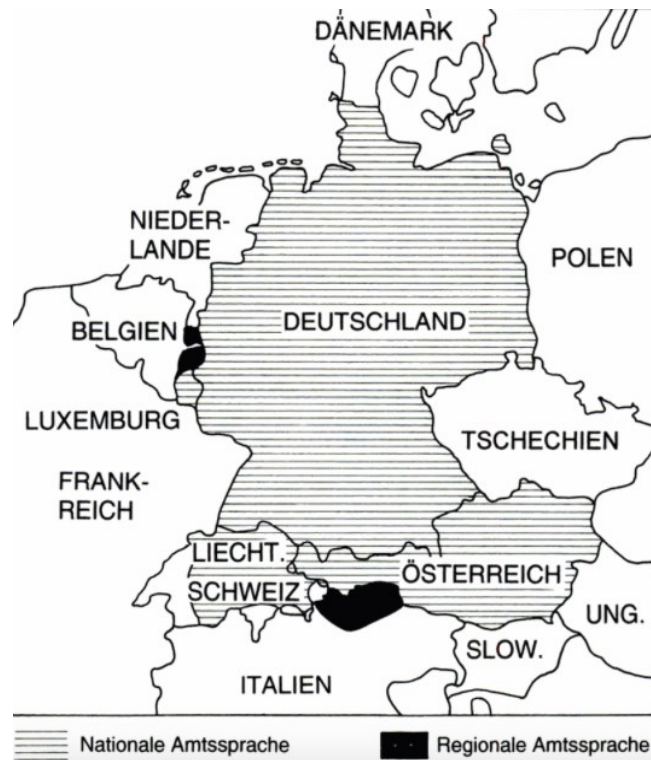 DÄNEMARK
NIEDER-
LANDE
POLEN
BELGIEN
DEUTSCHLAND
LUXEMBURG
TSCHECHIEN
FRANK-
REICH
LIECHT.
ÖSTERREICH
SCHWEIZ
UNG.
SLOW.
ITALIEN
Nationale Amtssprache
Regionale Amtssprache